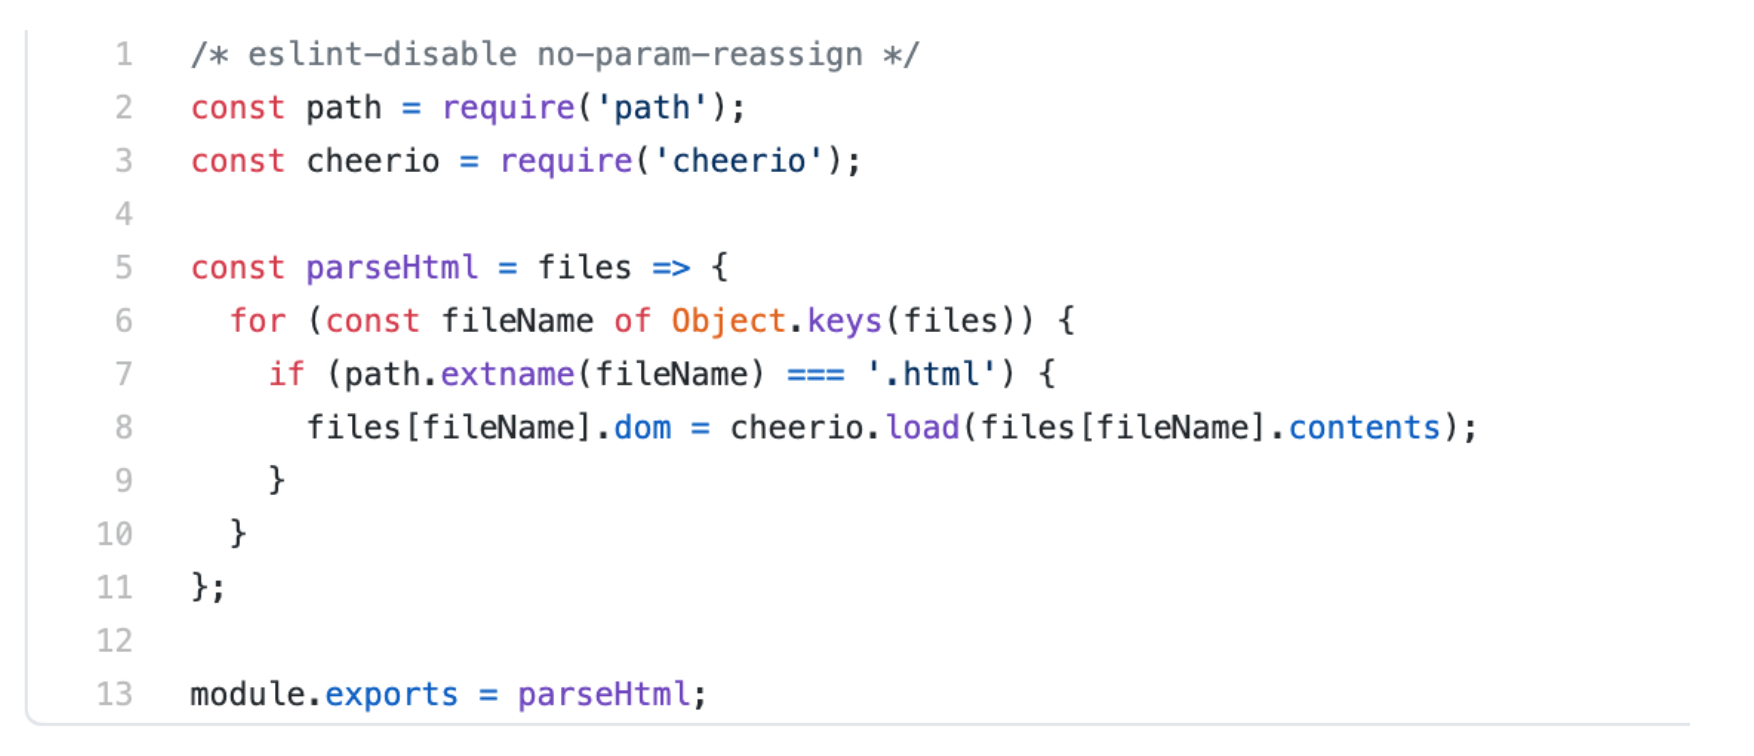 1 /* eslint-disable no-param-reassign */
2 const path = require('path');
3 const cheerio = require('cheerio');
4
5 const parseHtml = files => {
6   for (const fileName of Object.keys(files)) {
7     if (path.extname(fileName) === '.html') {
8       files[fileName].dom = cheerio.load(files[fileName].contents);
9     }
10   }
11 };
12
13 module.exports = parseHtml;